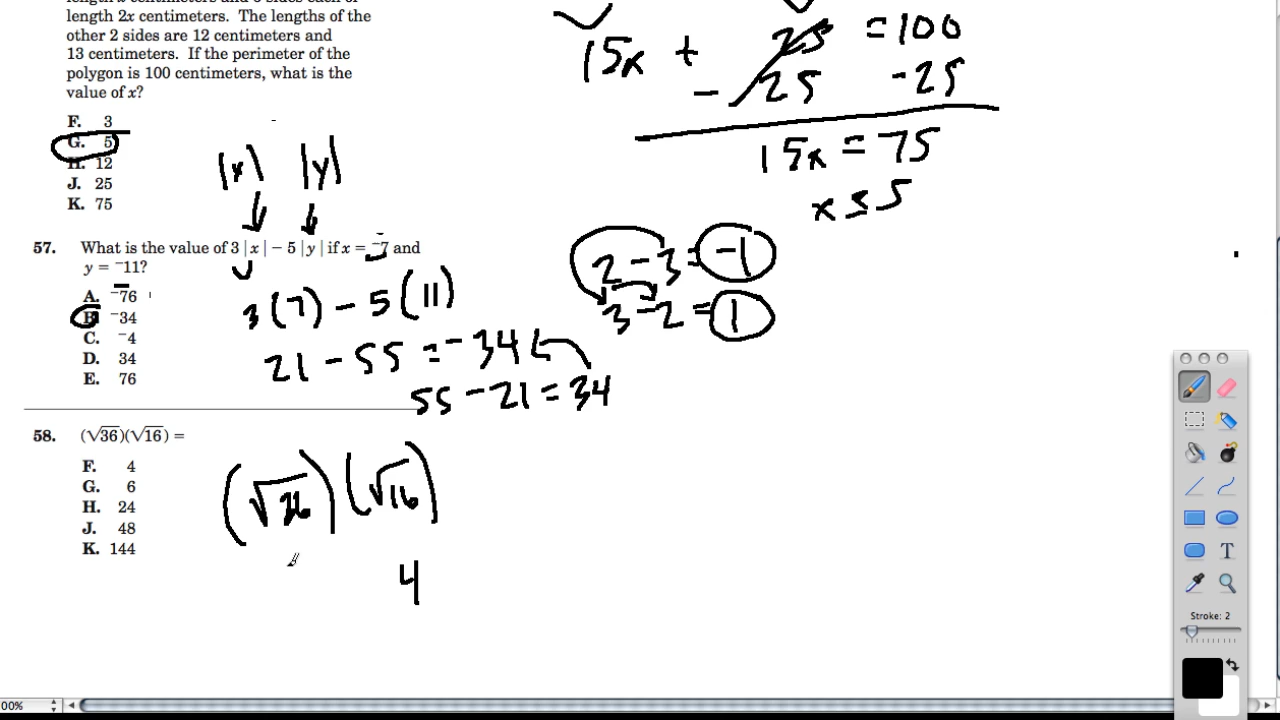 length 2x centimeters. The lengths of the
other 2 sides are 12 centimeters and
13 centimeters. If the perimeter of the
polygon is 100 centimeters, what is the
value of x?
F. 3
G. 5
H. 12
J. 25
K. 75
15x + 25 = 100
- 25 -25
15x = 75
x = 5
|x| |y|
57. What is the value of 3|x| − 5|y| if x = ⁻7 and
y = ⁻11?
A. ⁻76
B. ⁻34
C. ⁻4
D. 34
E. 76
3(7) - 5(11)
21 - 55 = -34
55 - 21 = 34
2 - 3 = -1
3 - 2 = 1
58. (√36)(√16) =
F. 4
G. 6
H. 24
J. 48
K. 144
(√36)(√16)
4
Stroke: 2
00%